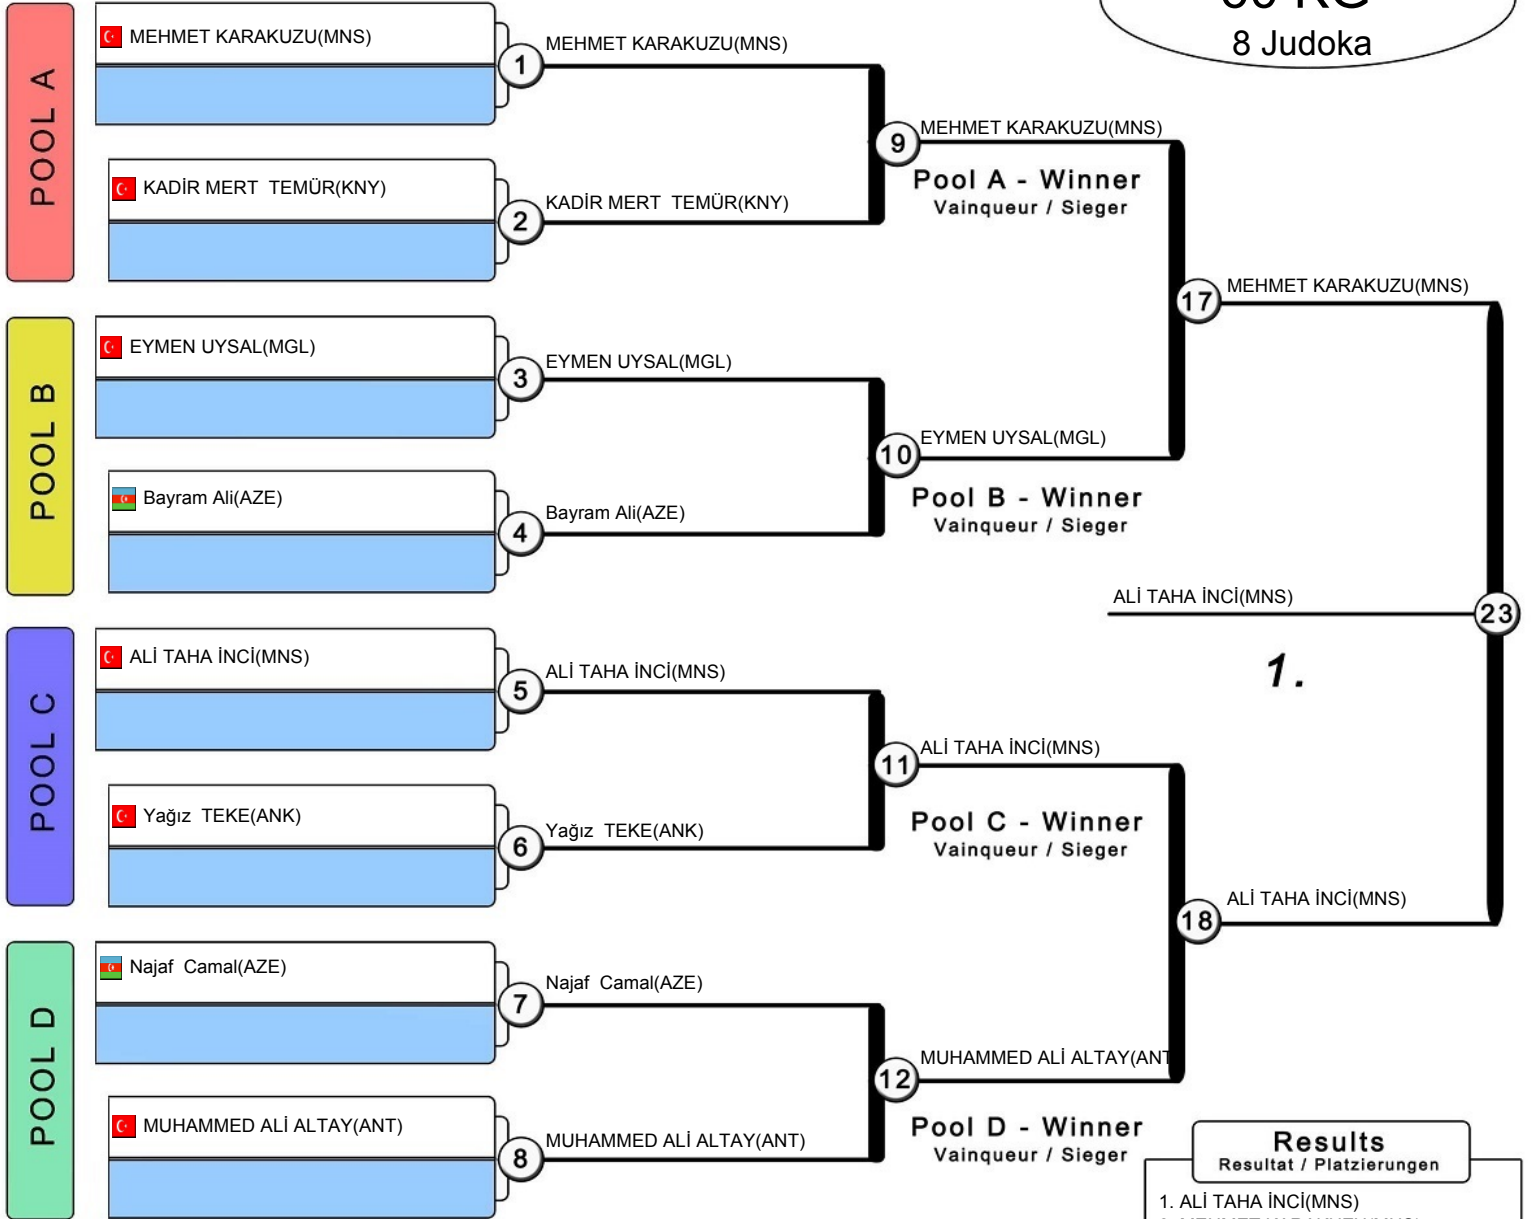 8 Judoka
POOL A
MEHMET KARAKUZU(MNS)
1
MEHMET KARAKUZU(MNS)
KADİR MERT  TEMÜR(KNY)
2
KADİR MERT  TEMÜR(KNY)
9
MEHMET KARAKUZU(MNS)
Pool A - Winner
Vainqueur / Sieger
POOL B
EYMEN UYSAL(MGL)
3
EYMEN UYSAL(MGL)
Bayram Ali(AZE)
4
Bayram Ali(AZE)
10
EYMEN UYSAL(MGL)
Pool B - Winner
Vainqueur / Sieger
17
MEHMET KARAKUZU(MNS)
POOL C
ALİ TAHA İNCİ(MNS)
5
ALİ TAHA İNCİ(MNS)
Yağız  TEKE(ANK)
6
Yağız  TEKE(ANK)
11
ALİ TAHA İNCİ(MNS)
Pool C - Winner
Vainqueur / Sieger
POOL D
Najaf  Camal(AZE)
7
Najaf  Camal(AZE)
MUHAMMED ALİ ALTAY(ANT)
8
MUHAMMED ALİ ALTAY(ANT)
12
MUHAMMED ALİ ALTAY(ANT
Pool D - Winner
Vainqueur / Sieger
18
ALİ TAHA İNCİ(MNS)
ALİ TAHA İNCİ(MNS)
23
1.
Results
Resultat / Platzierungen
1. ALİ TAHA İNCİ(MNS)